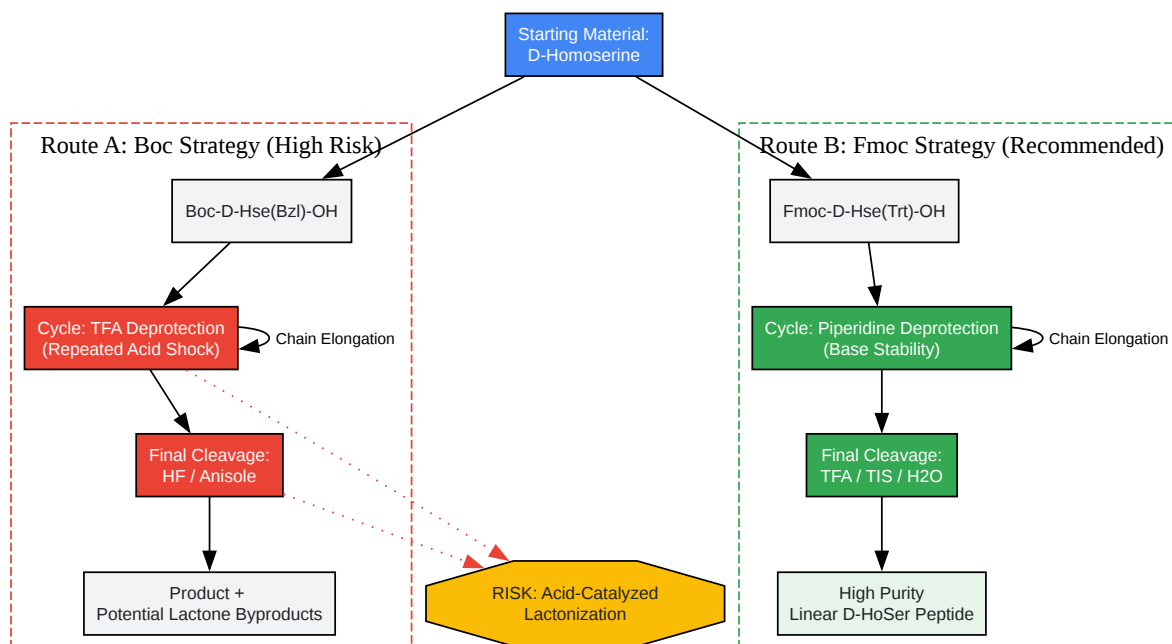 Starting Material:
D-Homoserine
Route A: Boc Strategy (High Risk)
Route B: Fmoc Strategy (Recommended)
Boc-D-Hse(Bzl)-OH
Fmoc-D-Hse(Trt)-OH
Cycle: TFA Deprotection
(Repeated Acid Shock)
Chain Elongation
Cycle: Piperidine Deprotection
(Base Stability)
Chain Elongation
Final Cleavage:
HF / Anisole
Final Cleavage:
TFA / TIS / H2O
Product +
Potential Lactone Byproducts
RISK: Acid-Catalyzed
Lactonization
High Purity
Linear D-HoSer Peptide